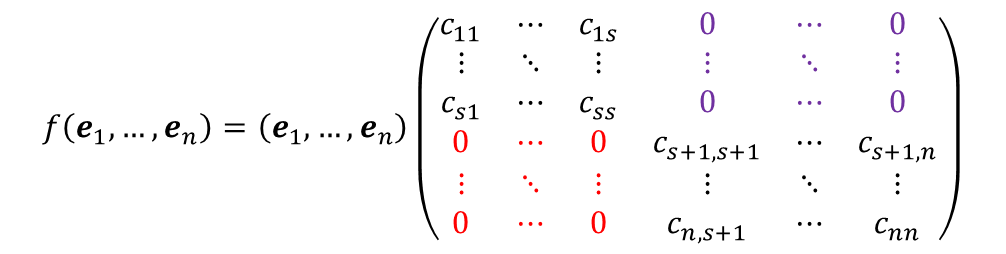 c₁₁ ⋯ c₁ₛ 0 ⋯ 0
⋮ ⋱ ⋮ ⋮ ⋱ ⋮
cₛ₁ ⋯ cₛₛ 0 ⋯ 0
f(e₁, …, eₙ) = (e₁, …, eₙ)
0 ⋯ 0 cₛ₊₁,ₛ₊₁ ⋯ cₛ₊₁,ₙ
⋮ ⋱ ⋮ ⋮ ⋱ ⋮
0 ⋯ 0 cₙ,ₛ₊₁ ⋯ cₙₙ